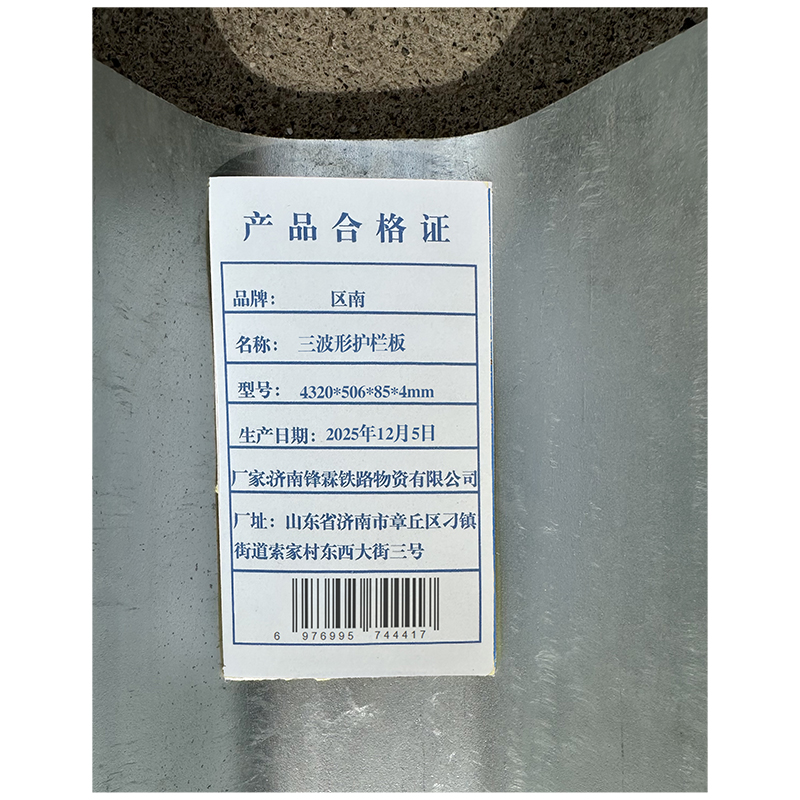 产品合格证
品牌： 区南
名称： 三波形护栏板
型号： 4320*506*85*4mm
生产日期： 2025年12月5日
厂家:济南锋霖铁路物资有限公司
厂址： 山东省济南市章丘区刁镇
街道索家村东西大街三号
6 976995 744417